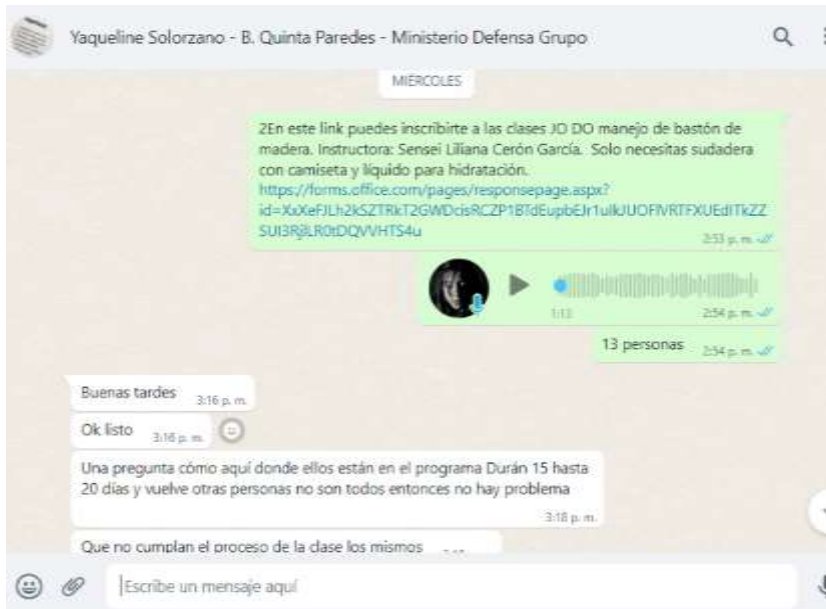 Yaqueline Solorzano - B. Quinta Paredes - Ministerio Defensa Grupo
MIÉRCOLES
2En este link puedes inscribirte a las clases JO DO manejo de bastón de
madera. Instructora: Sensei Liliana Cerón García. Solo necesitas sudadera
con camiseta y líquido para hidratación.
https://forms.office.com/pages/responsepage.aspx?
2:53 p. m.
1:13
2:54 p. m.
13 personas
2:54 p. m.
Buenas tardes
3:16 p. m.
Ok listo
3:16 p. m.
Una pregunta cómo aquí donde ellos están en el programa Durán 15 hasta
20 días y vuelve otras personas no son todos entonces no hay problema
3:18 p. m.
Que no cumplan el proceso de la clase los mismos
Escribe un mensaje aquí